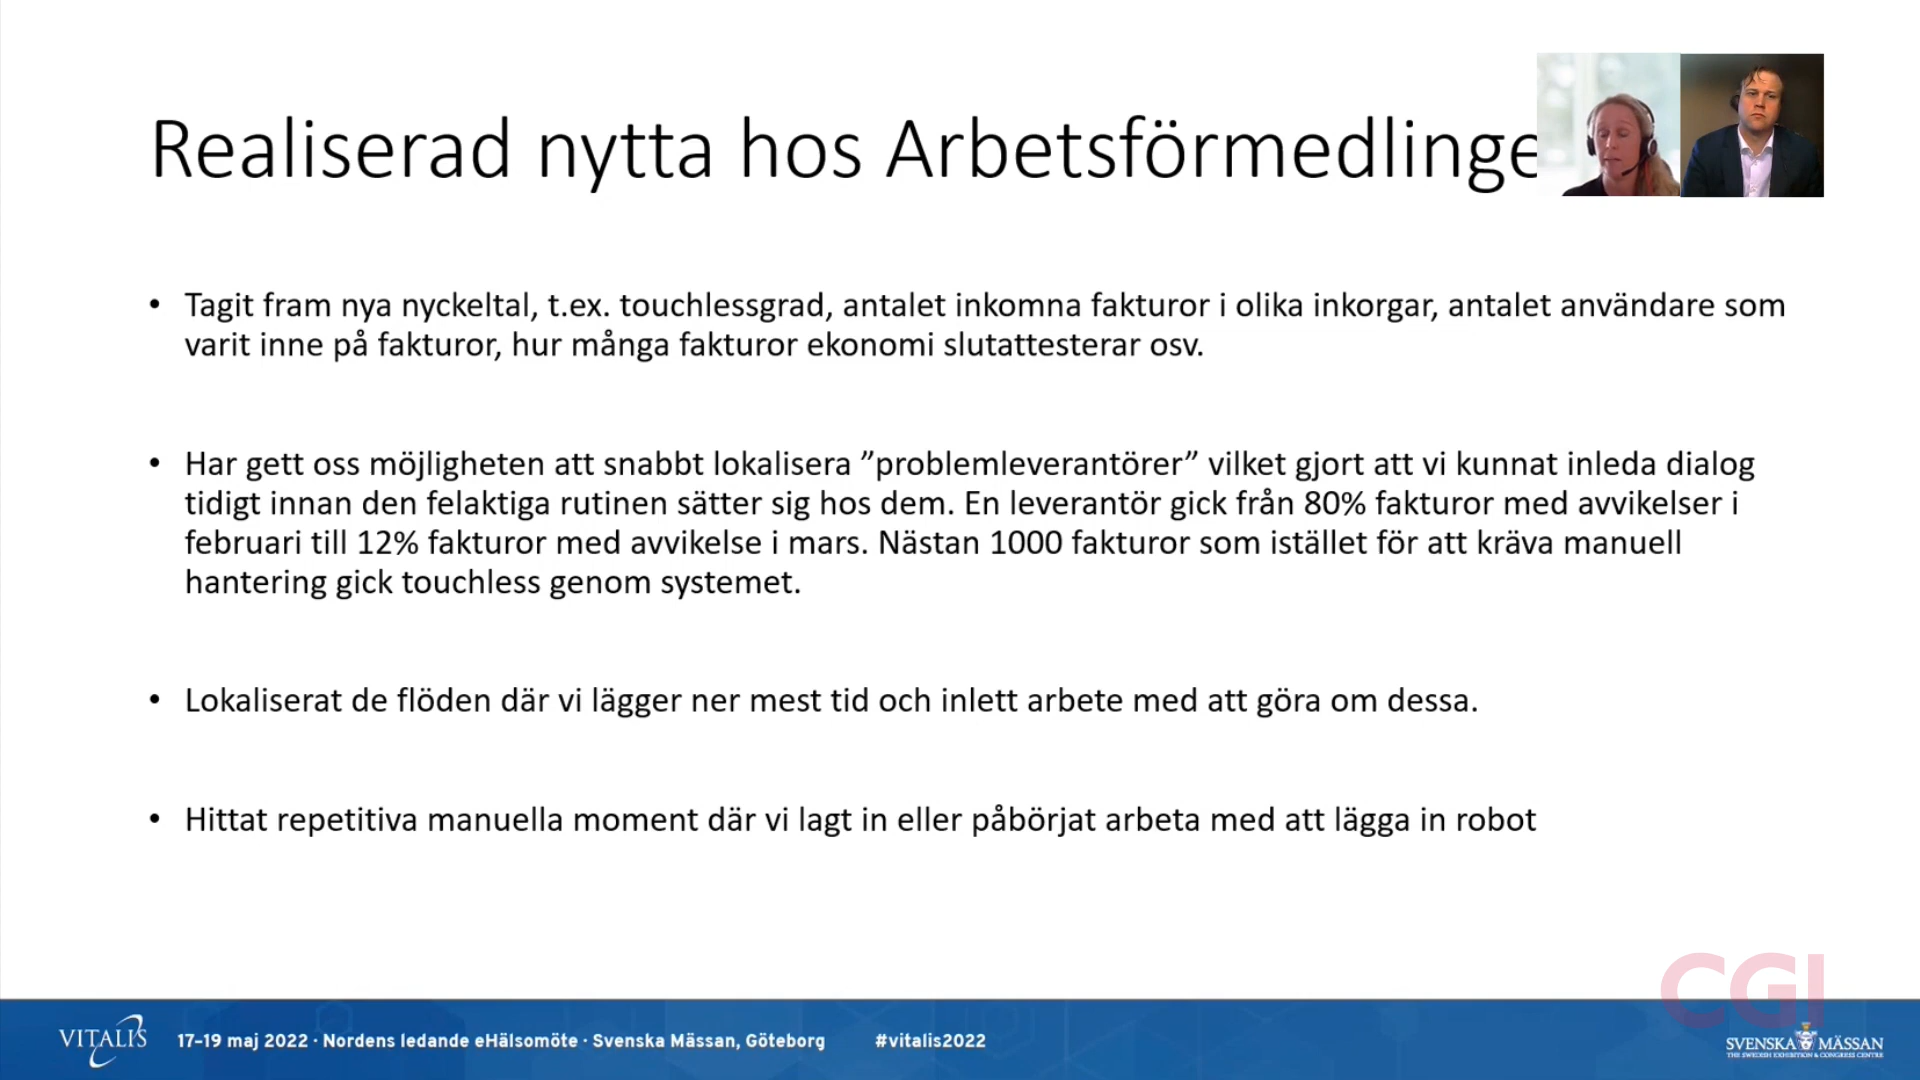 Realiserad nytta hos Arbetsförmedlinge
• Tagit fram nya nyckeltal, t.ex. touchlessgrad, antalet inkomna fakturor i olika inkorgar, antalet användare som
varit inne på fakturor, hur många fakturor ekonomi slutattesterar osv.
• Har gett oss möjligheten att snabbt lokalisera ”problemleverantörer” vilket gjort att vi kunnat inleda dialog
tidigt innan den felaktiga rutinen sätter sig hos dem. En leverantör gick från 80% fakturor med avvikelser i
februari till 12% fakturor med avvikelse i mars. Nästan 1000 fakturor som istället för att kräva manuell
hantering gick touchless genom systemet.
• Lokaliserat de flöden där vi lägger ner mest tid och inlett arbete med att göra om dessa.
• Hittat repetitiva manuella moment där vi lagt in eller påbörjat arbeta med att lägga in robot
CGI
VITALIS 17–19 maj 2022 · Nordens ledande eHälsomöte · Svenska Mässan, Göteborg #vitalis2022
SVENSKA MÄSSAN
THE SWEDISH EXHIBITION & CONGRESS CENTRE